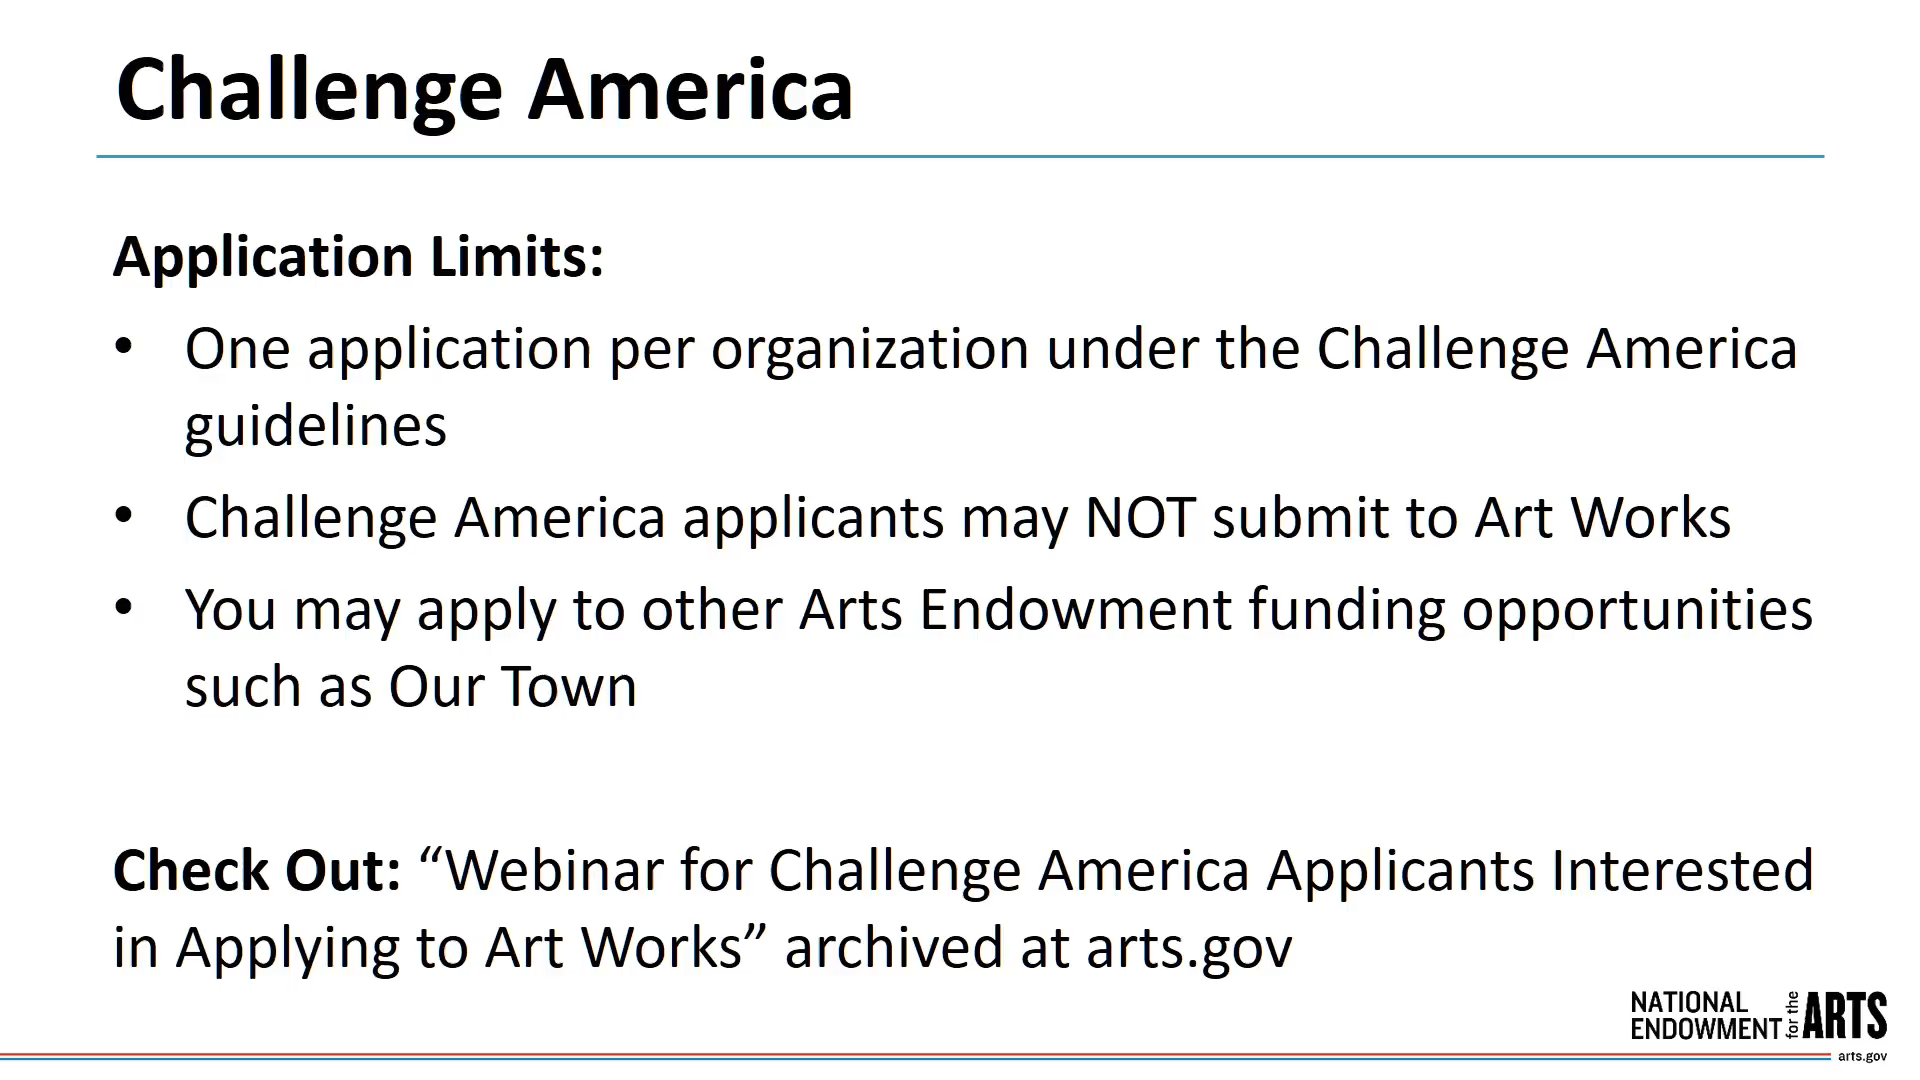 Challenge America
Application Limits:
• One application per organization under the Challenge America
guidelines
• Challenge America applicants may NOT submit to Art Works
• You may apply to other Arts Endowment funding opportunities
such as Our Town
Check Out: “Webinar for Challenge America Applicants Interested
in Applying to Art Works” archived at arts.gov
NATIONAL
ENDOWMENT
for the
ARTS
arts.gov